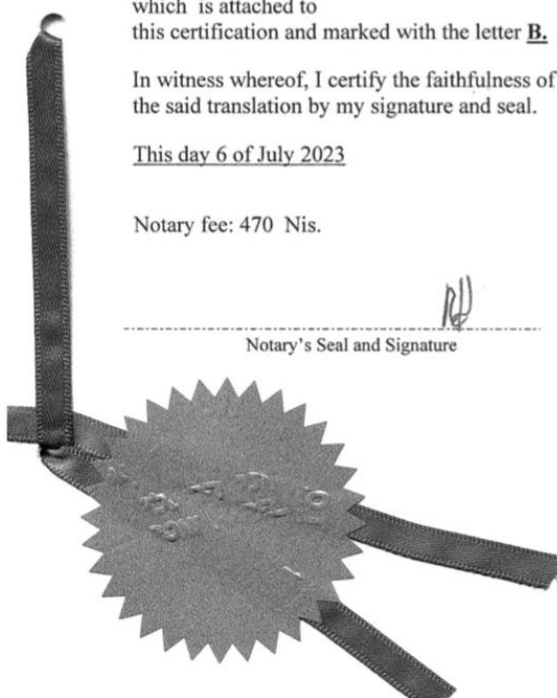 which is attached to
this certification and marked with the letter B.
In witness whereof, I certify the faithfulness of
the said translation by my signature and seal.
This day 6 of July 2023
Notary fee: 470 Nis.
Notary's Seal and Signature